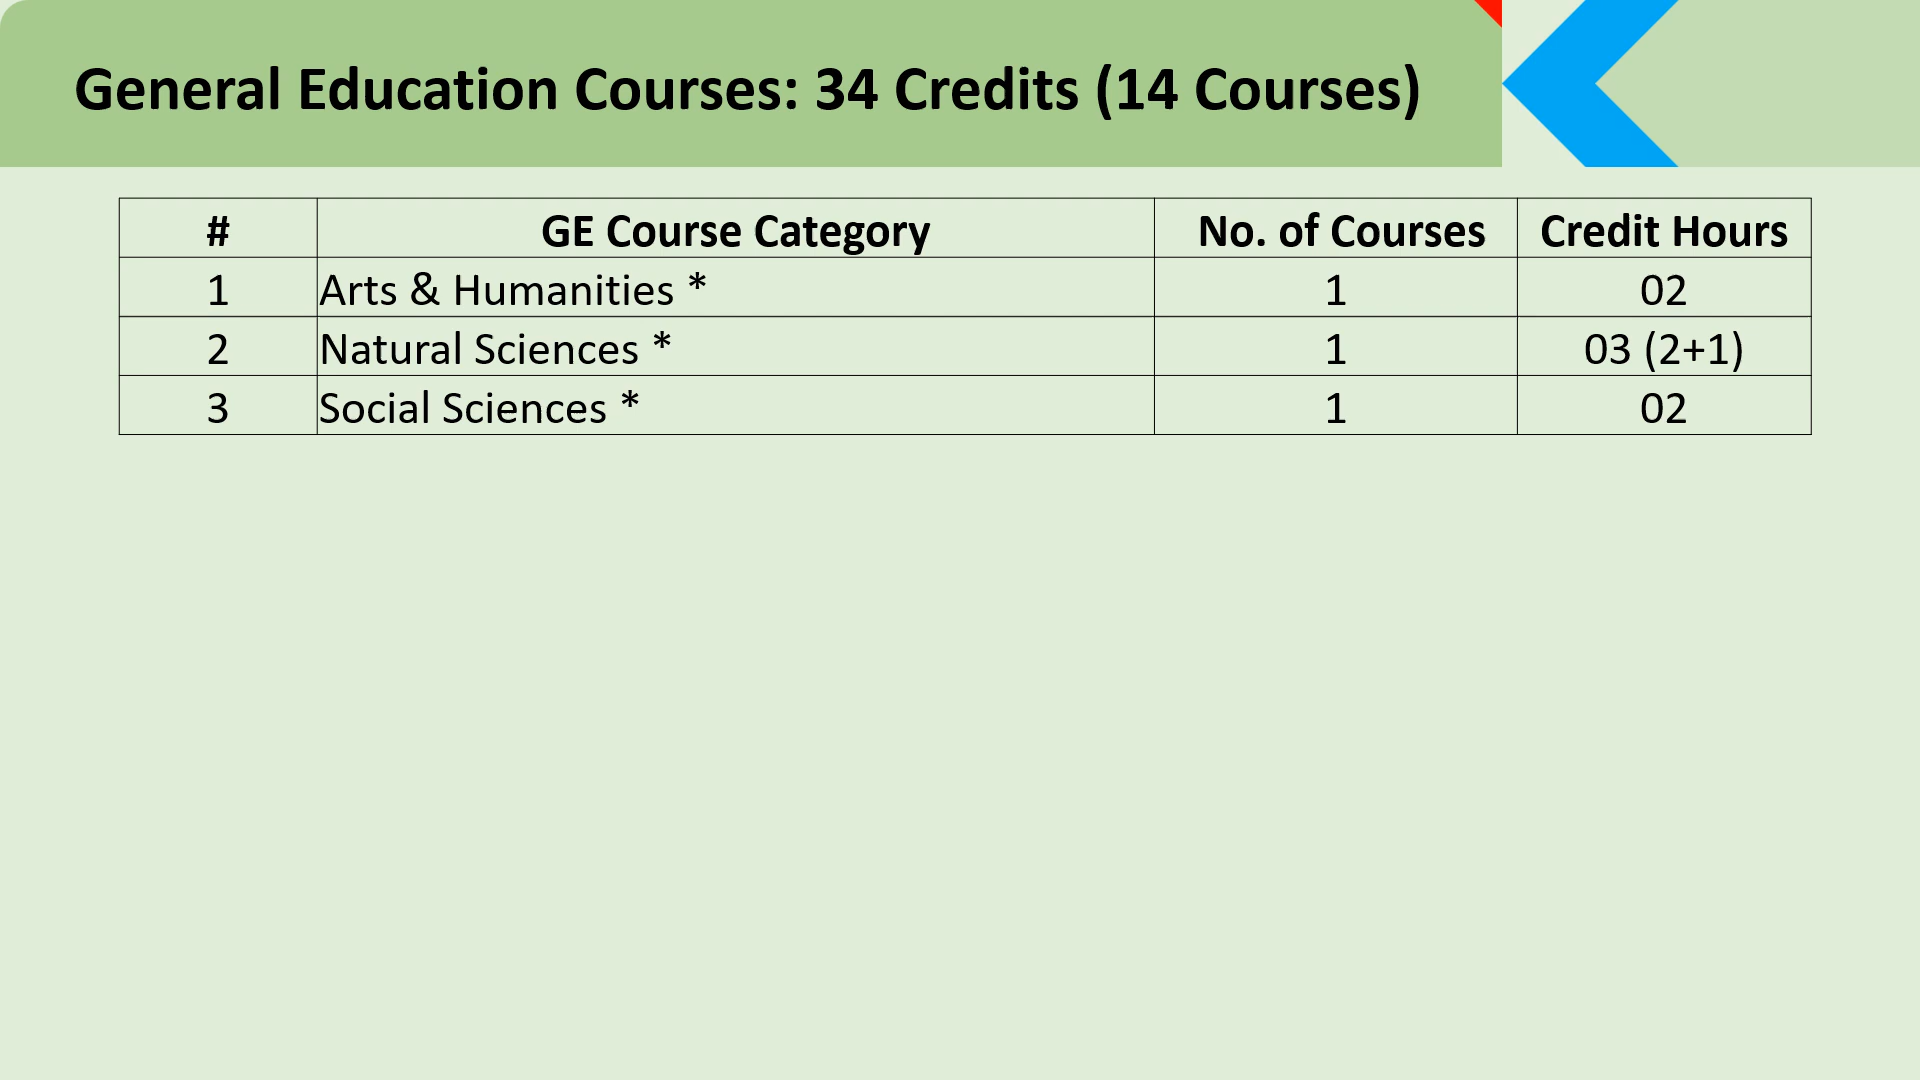 General Education Courses: 34 Credits (14 Courses)
# GE Course Category No. of Courses Credit Hours
1 Arts & Humanities * 1 02
2 Natural Sciences * 1 03 (2+1)
3 Social Sciences * 1 02